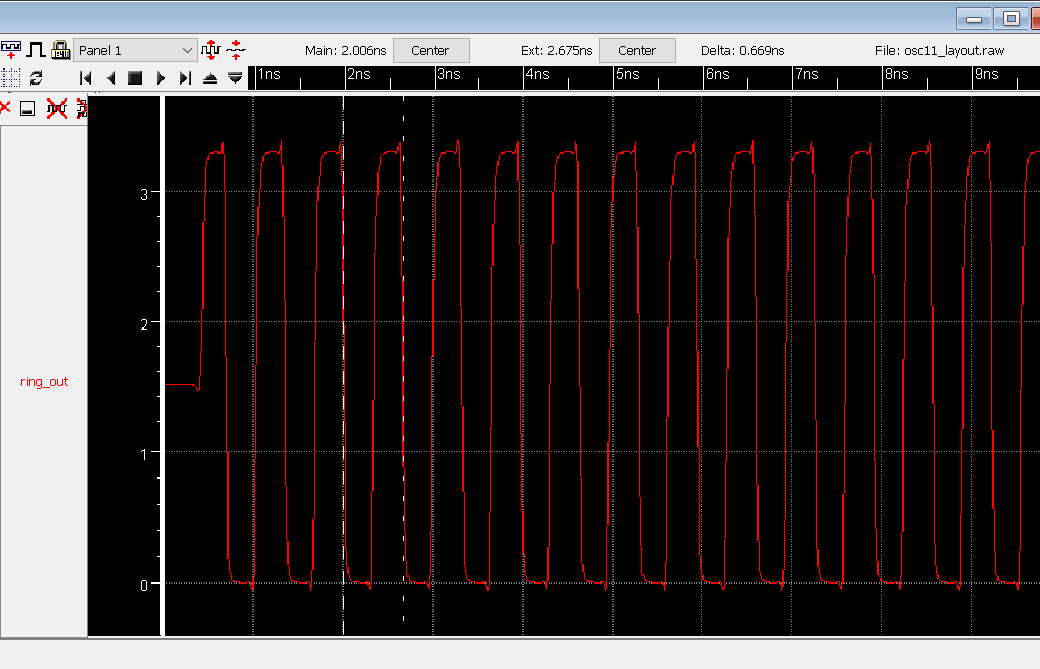 Panel 1 Main: 2.006ns Center Ext: 2.675ns Center Delta: 0.669ns File: osc11_layout.raw
1ns 2ns 3ns 4ns 5ns 6ns 7ns 8ns 9ns
3
2
ring_out
1
0